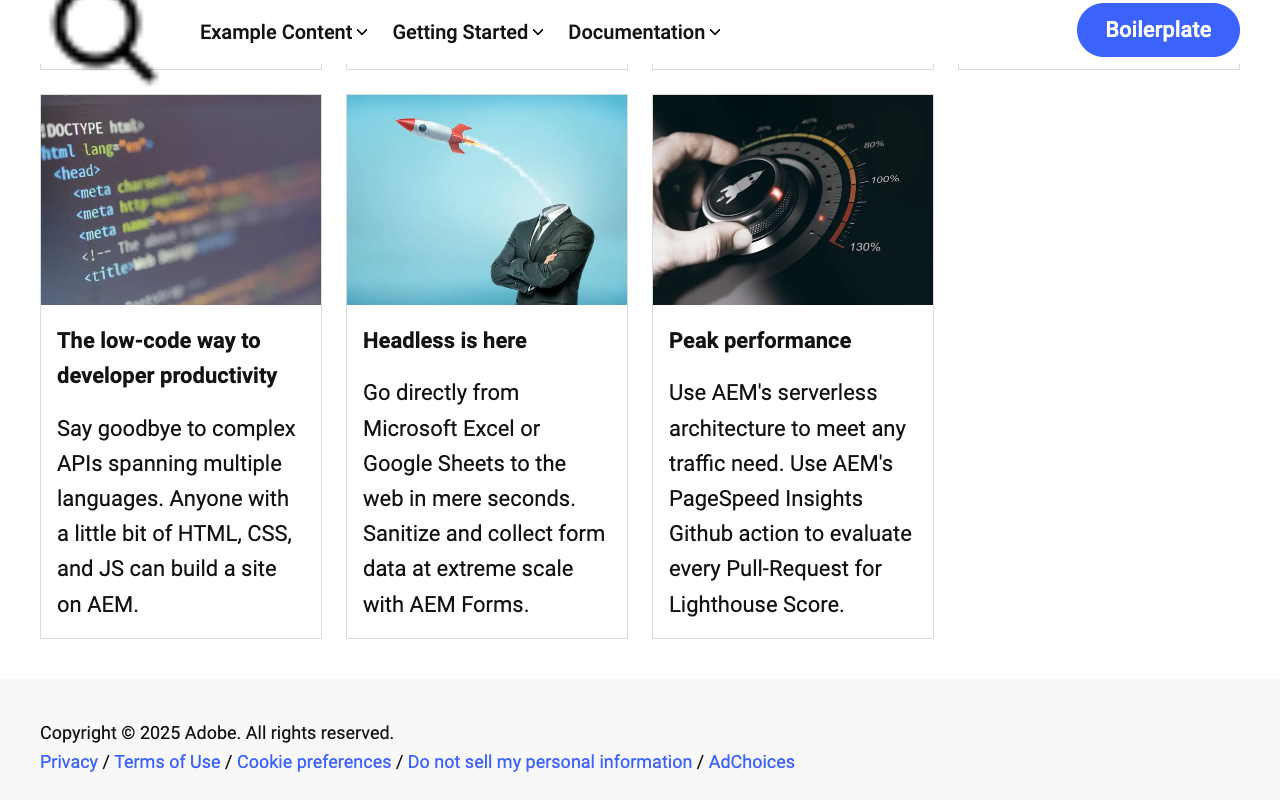 Example Content
Getting Started
Documentation
Boilerplate
!DOCTYPE html>
html lang="en">
<head>
<meta
<meta
<meta
<!-- The
<title>Web Design
80%
100%
130%
The low-code way to
developer productivity
Say goodbye to complex
APIs spanning multiple
languages. Anyone with
a little bit of HTML, CSS,
and JS can build a site
on AEM.
Headless is here
Go directly from
Microsoft Excel or
Google Sheets to the
web in mere seconds.
Sanitize and collect form
data at extreme scale
with AEM Forms.
Peak performance
Use AEM's serverless
architecture to meet any
traffic need. Use AEM's
PageSpeed Insights
Github action to evaluate
every Pull-Request for
Lighthouse Score.
Copyright © 2025 Adobe. All rights reserved.
Privacy / Terms of Use / Cookie preferences / Do not sell my personal information / AdChoices